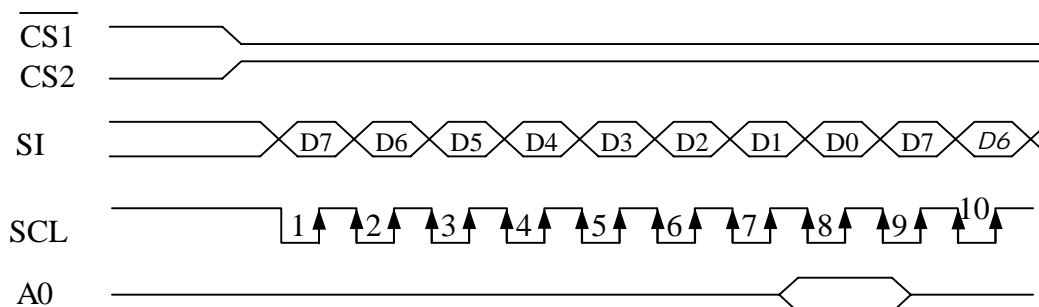 CS1
CS2
SI D7 D6 D5 D4 D3 D2 D1 D0 D7 D6
SCL 1 2 3 4 5 6 7 8 9 10
A0